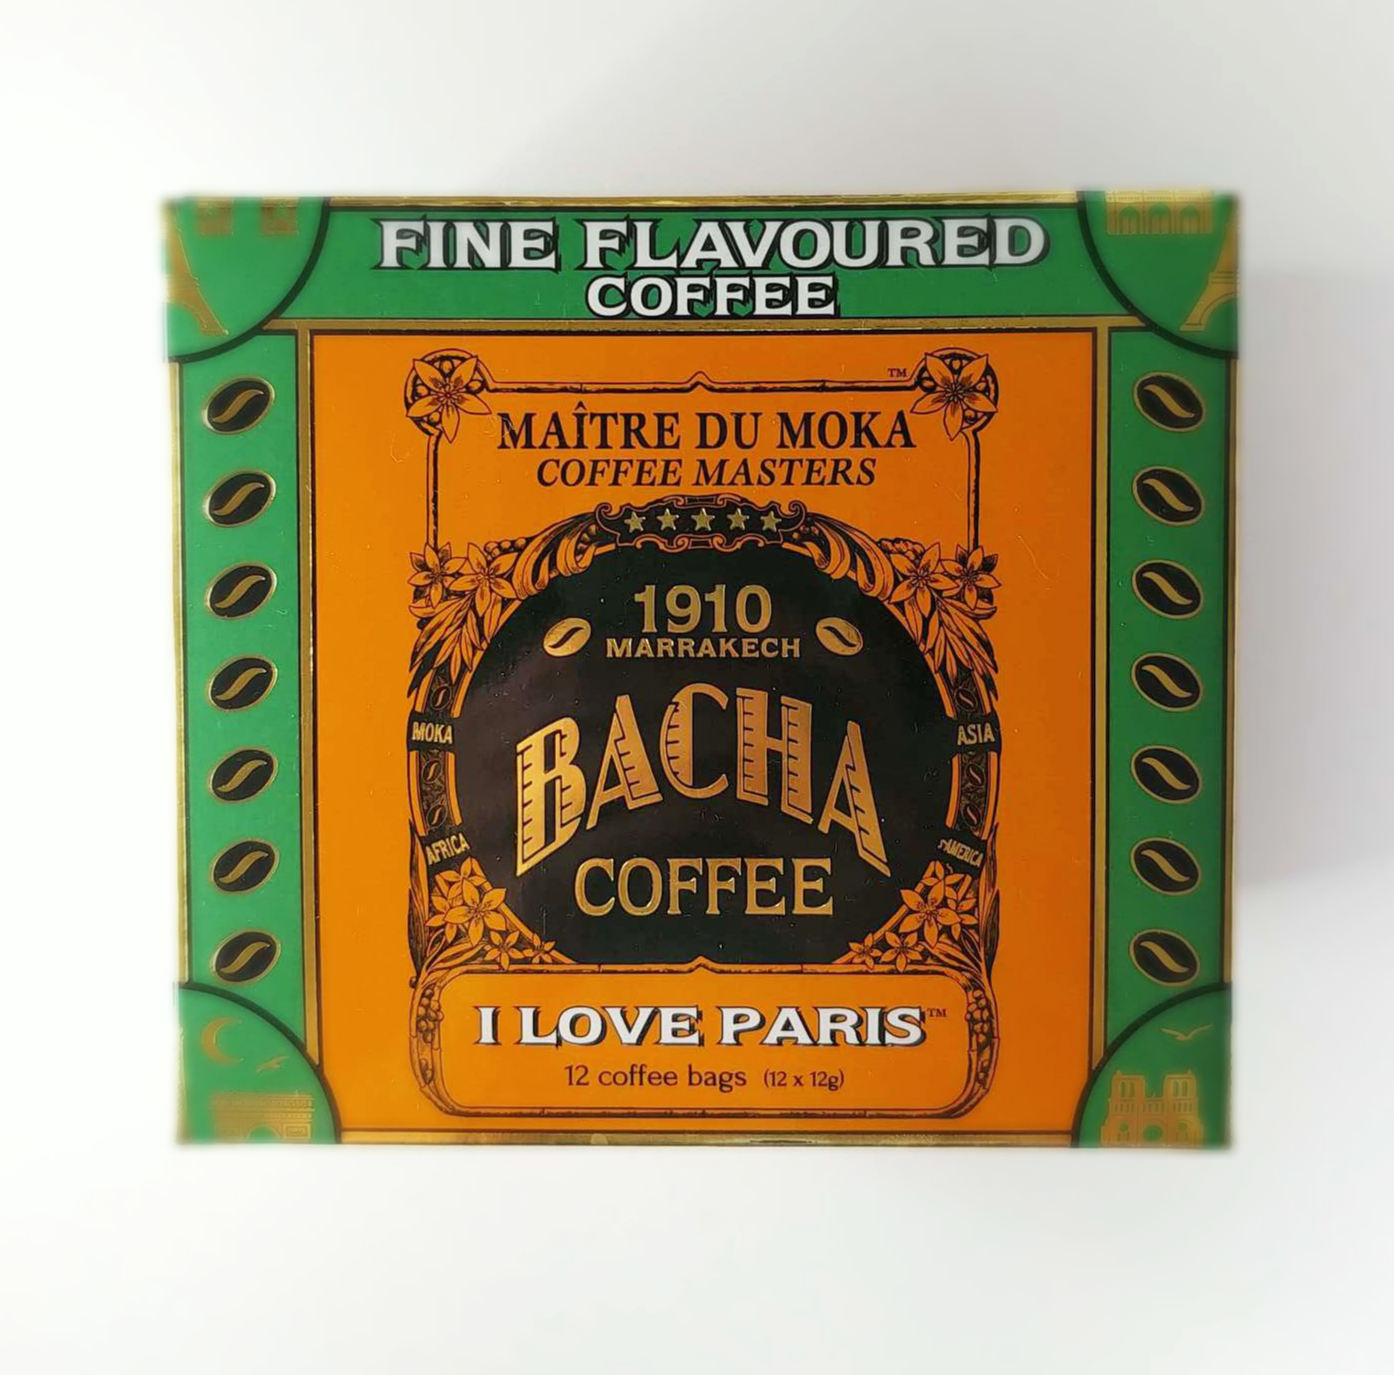 FINE FLAVOURED
COFFEE
TM
MAÎTRE DU MOKA
COFFEE MASTERS
1910
MARRAKECH
BACHA
COFFEE
MOKA
ASIA
AFRICA
S.AMERICA
I LOVE PARIS™
12 coffee bags (12 x 12g)